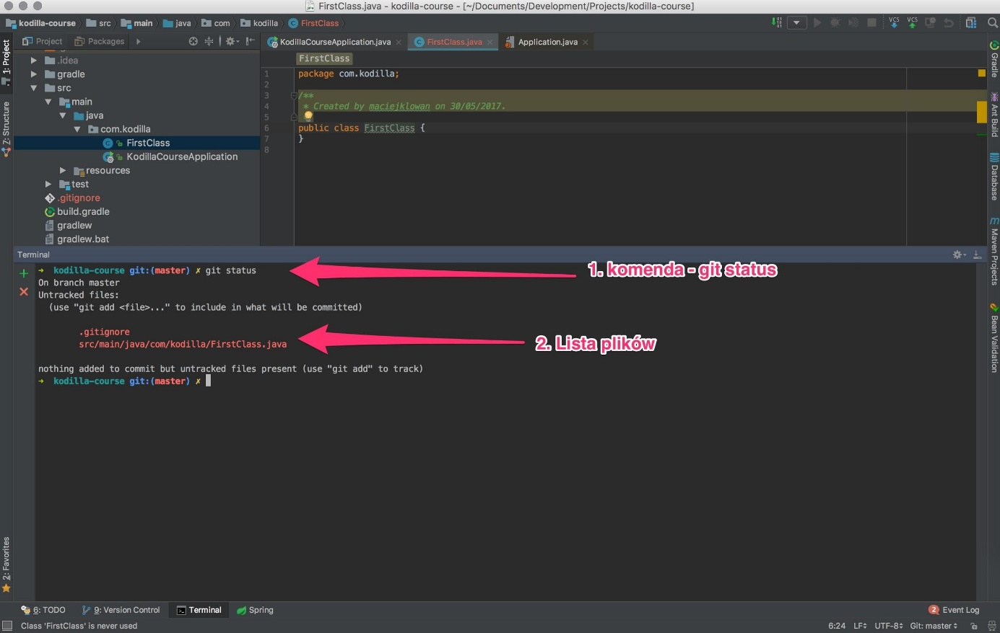 FirstClass.java - kodilla-course - [~/Documents/Development/Projects/kodilla-course]
kodilla-course src main java com kodilla FirstClass
VCS VCS
Project Packages
KodillaCourseApplication.java FirstClass.java Application.java
1: Project
Z: Structure
2: Favorites
.idea
gradle
src
main
java
com.kodilla
FirstClass
KodillaCourseApplication
resources
test
.gitignore
build.gradle
gradlew
gradlew.bat
FirstClass
1 package com.kodilla;
2
3 /**
4 * Created by maciejklowan on 30/05/2017.
5
6 public class FirstClass {
7 }
8
Gradle
Ant Build
Database
Maven Projects
Bean Validation
Terminal
→ kodilla-course git:(master) ✗ git status
1. komenda - git status
On branch master
Untracked files:
(use "git add <file>..." to include in what will be committed)
.gitignore
src/main/java/com/kodilla/FirstClass.java
2. Lista plików
nothing added to commit but untracked files present (use "git add" to track)
→ kodilla-course git:(master) ✗
6: TODO 9: Version Control Terminal Spring 2 Event Log
Class 'FirstClass' is never used 6:24 LF UTF-8 Git: master